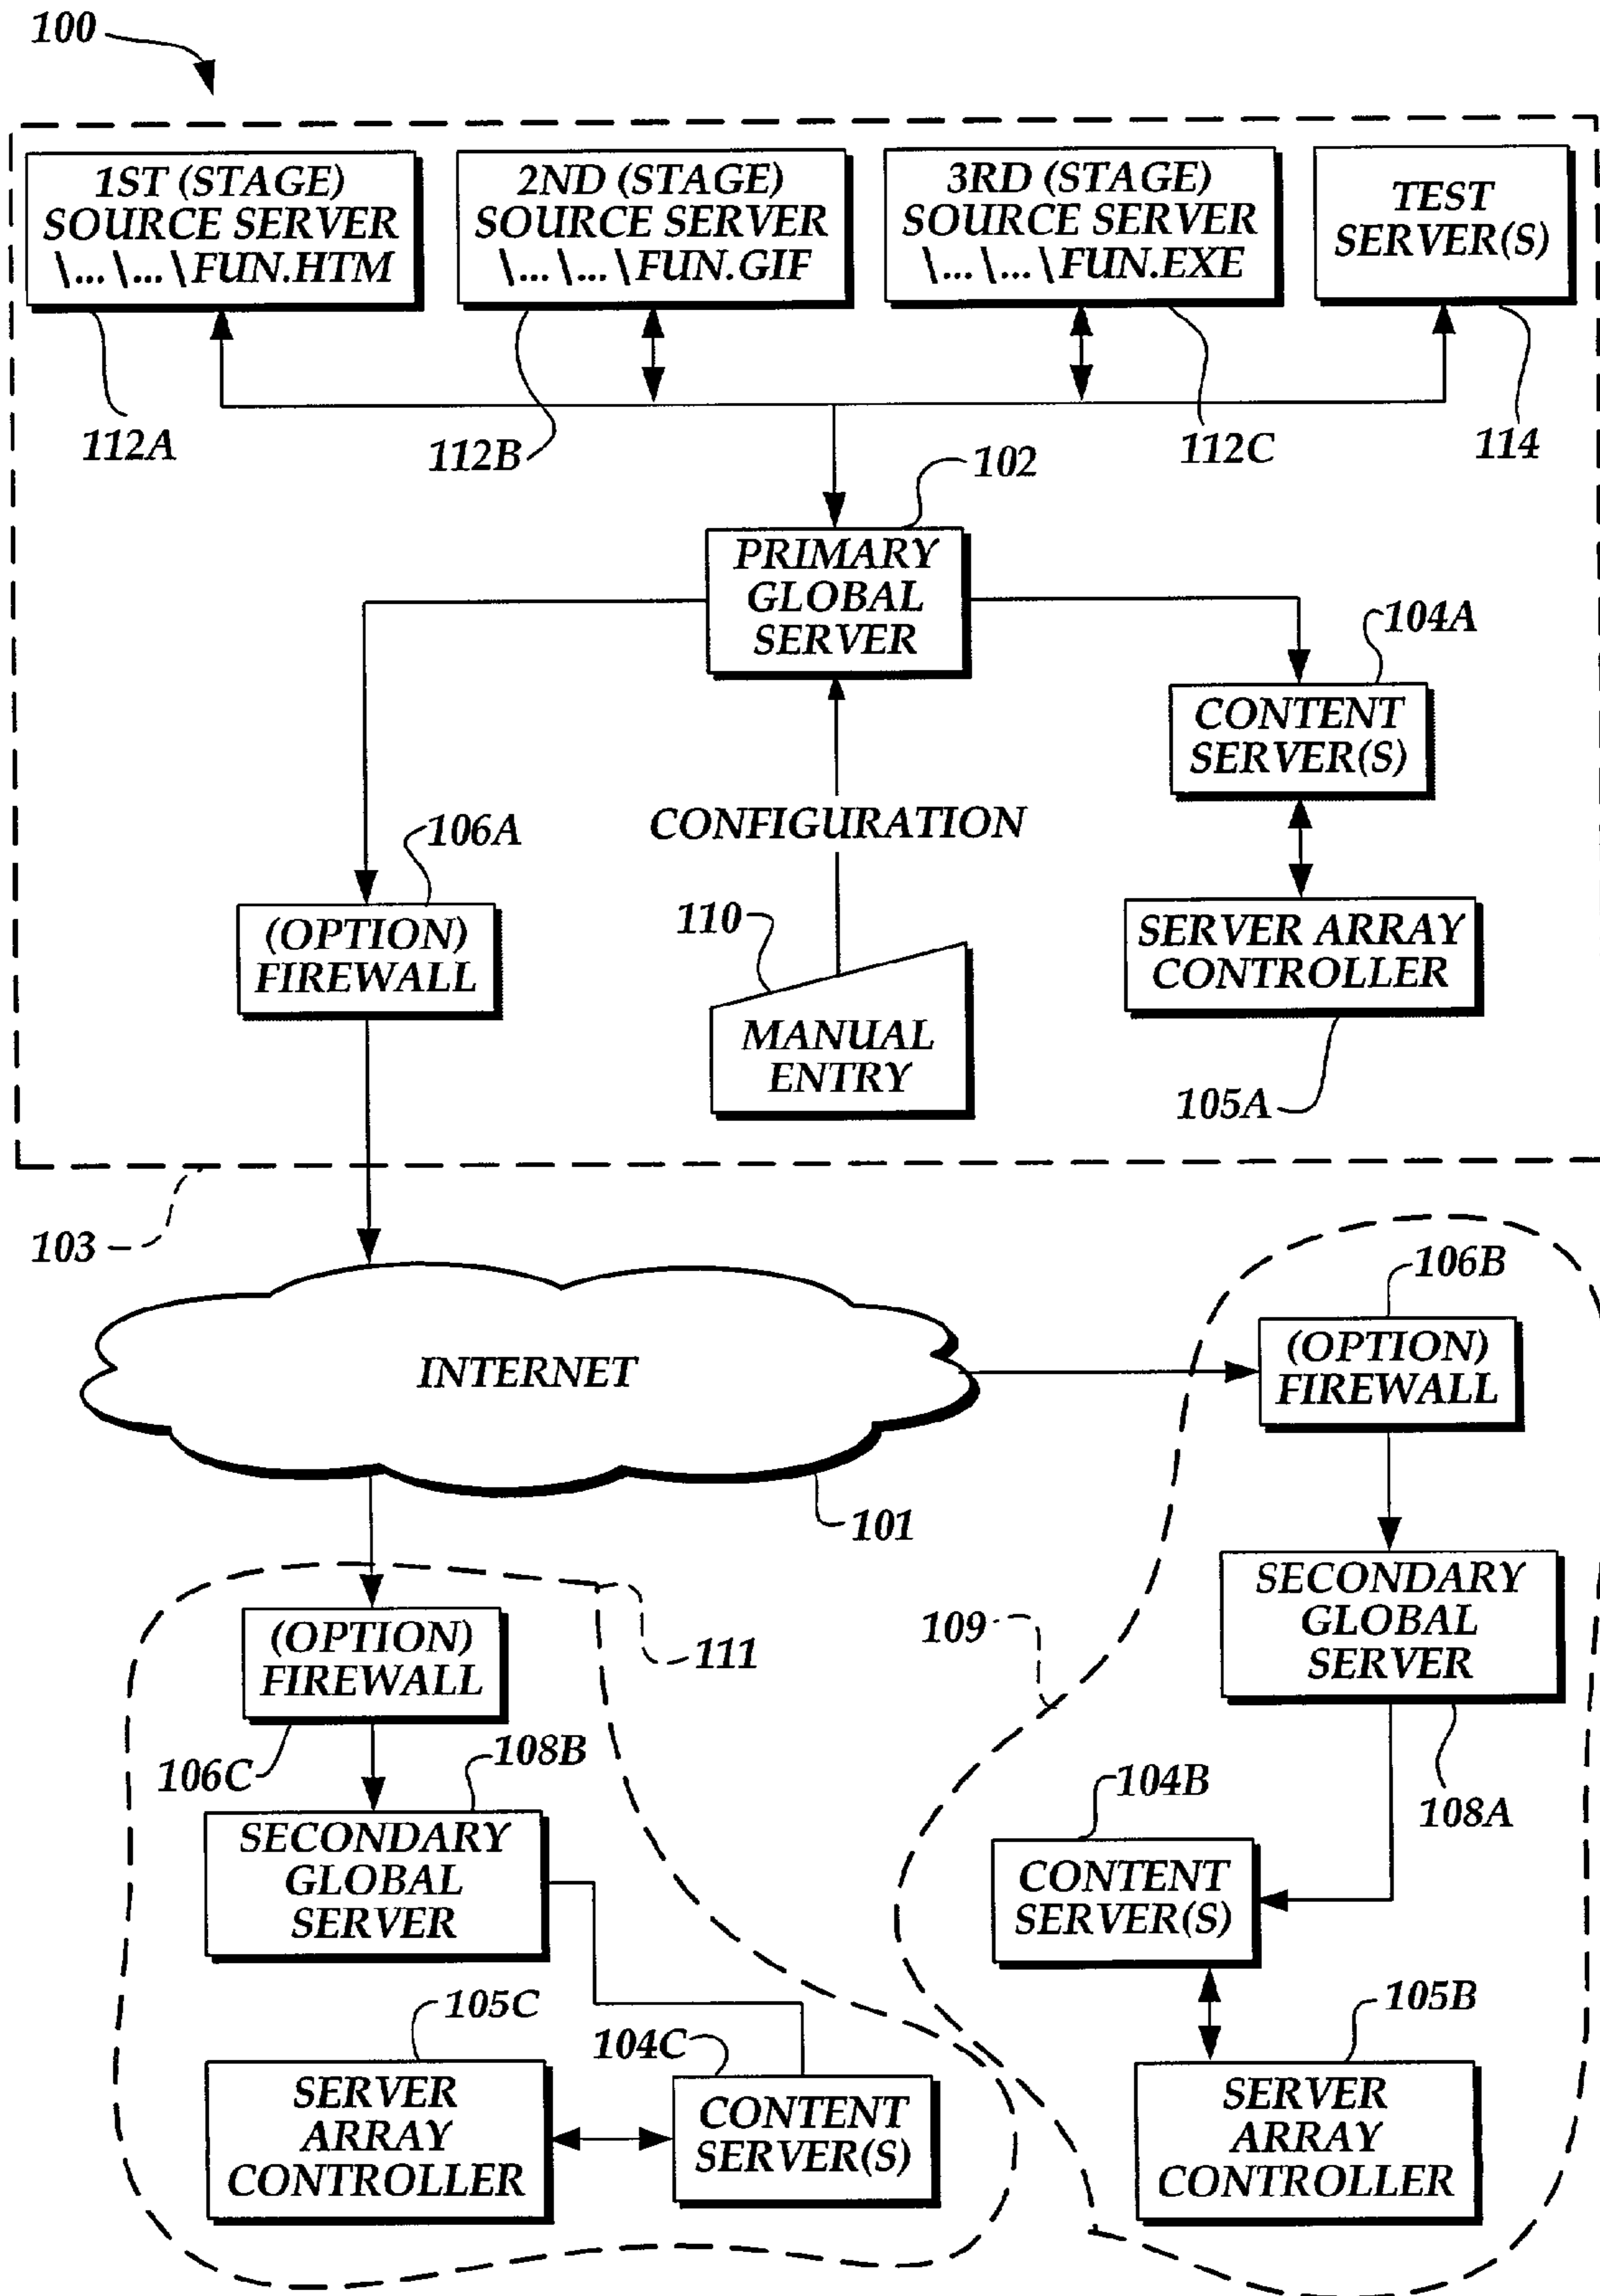 100
1ST (STAGE)
SOURCE SERVER
\...\...\FUN.HTM
2ND (STAGE)
SOURCE SERVER
\...\...\FUN.GIF
3RD (STAGE)
SOURCE SERVER
\...\...\FUN.EXE
TEST
SERVER(S)
112A
112B
112C
114
102
PRIMARY
GLOBAL
SERVER
104A
CONTENT
SERVER(S)
CONFIGURATION
106A
(OPTION)
FIREWALL
110
MANUAL
ENTRY
SERVER ARRAY
CONTROLLER
105A
103
INTERNET
101
106B
(OPTION)
FIREWALL
SECONDARY
GLOBAL
SERVER
108A
109
111
(OPTION)
FIREWALL
106C
108B
SECONDARY
GLOBAL
SERVER
104B
CONTENT
SERVER(S)
105C
SERVER
ARRAY
CONTROLLER
104C
CONTENT
SERVER(S)
105B
SERVER
ARRAY
CONTROLLER